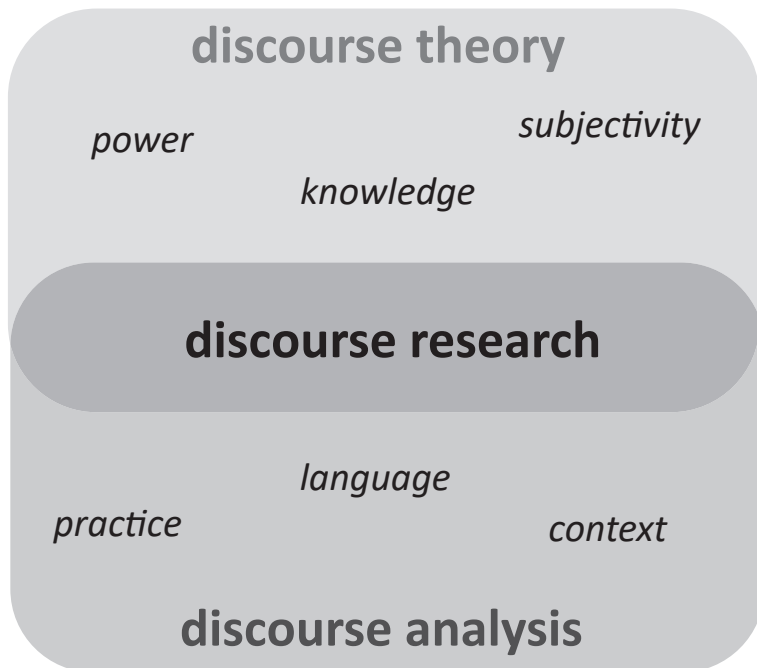 discourse theory
power
subjectivity
knowledge
discourse research
language
practice
context
discourse analysis